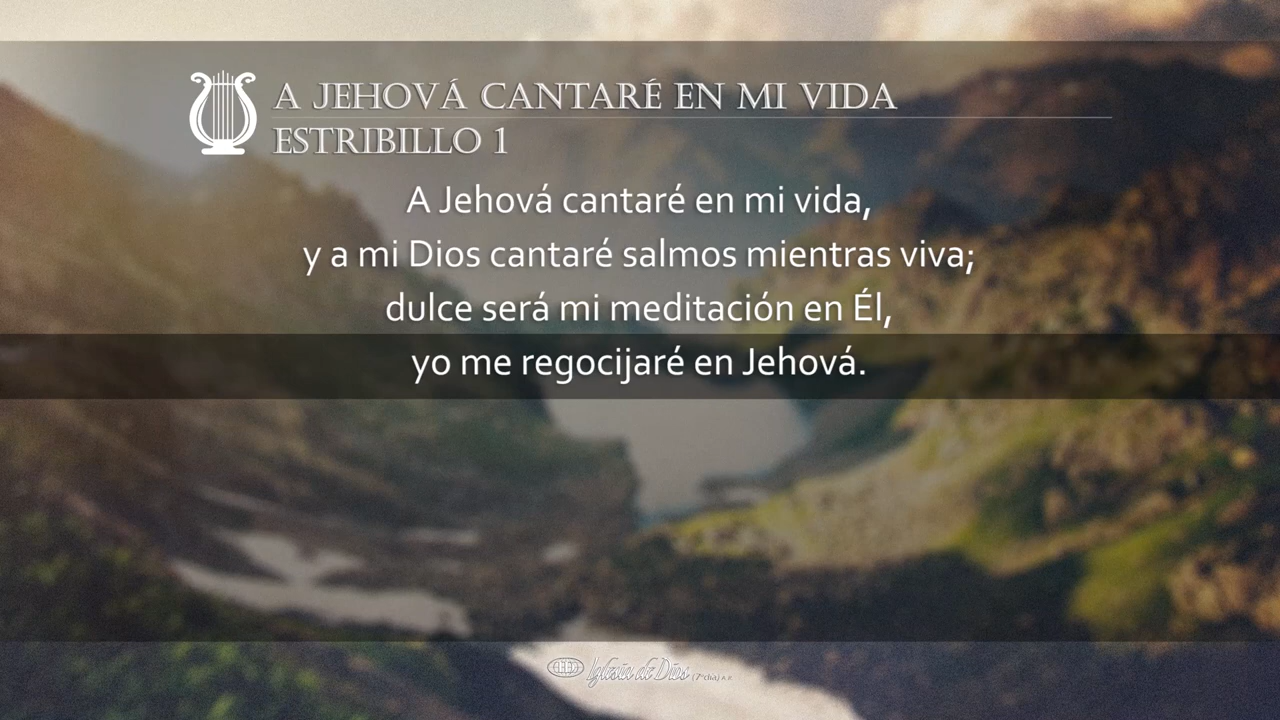 A JEHOVÁ CANTARÉ EN MI VIDA
ESTRIBILLO 1
A Jehová cantaré en mi vida,
y a mi Dios cantaré salmos mientras viva;
dulce será mi meditación en Él,
yo me regocijaré en Jehová.
Iglesia de Dios